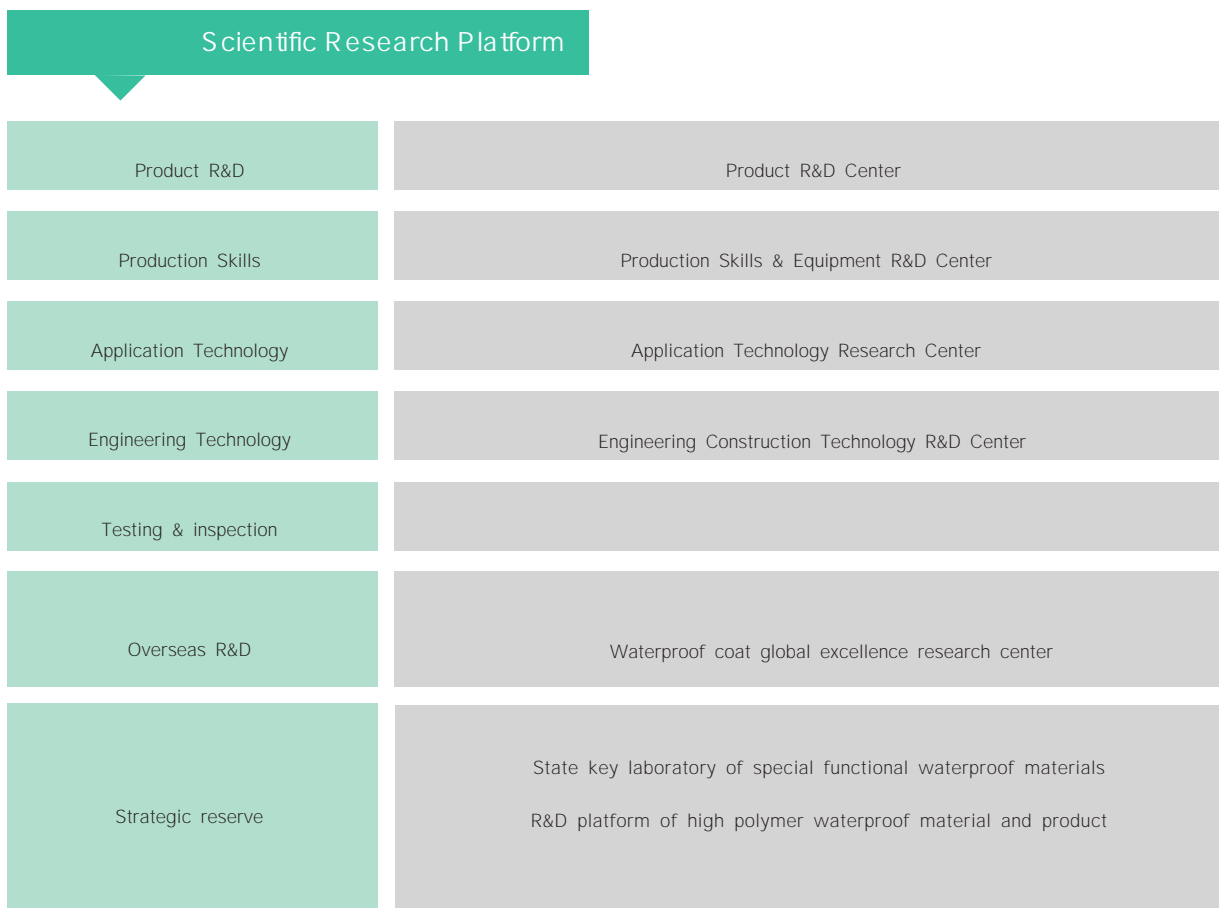 Scientific Research Platform
Product R&D
Product R&D Center
Production Skills
Production Skills & Equipment R&D Center
Application Technology
Application Technology Research Center
Engineering Technology
Engineering Construction Technology R&D Center
Testing & inspection
Overseas R&D
Waterproof coat global excellence research center
Strategic reserve
State key laboratory of special functional waterproof materials
R&D platform of high polymer waterproof material and product